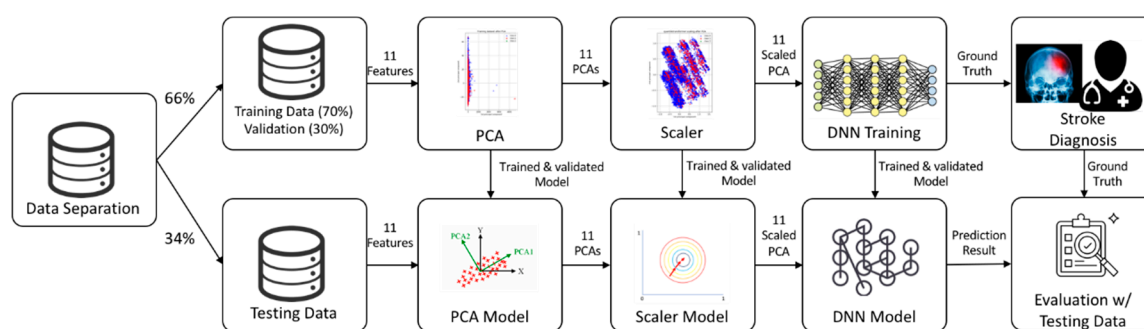 66%
34%
Data Separation
Training Data (70%)
Validation (30%)
11
Features
PCA
11
PCAs
Scaler
11
Scaled
PCA
DNN Training
Ground
Truth
Stroke
Diagnosis
Trained & validated
Model
Trained & validated
Model
Trained & validated
Model
Ground
Truth
Testing Data
11
Features
PCA2
Y
PCA1
X
PCA Model
11
PCAs
1
0
1
Scaler Model
11
Scaled
PCA
DNN Model
Prediction
Result
Evaluation w/
Testing Data